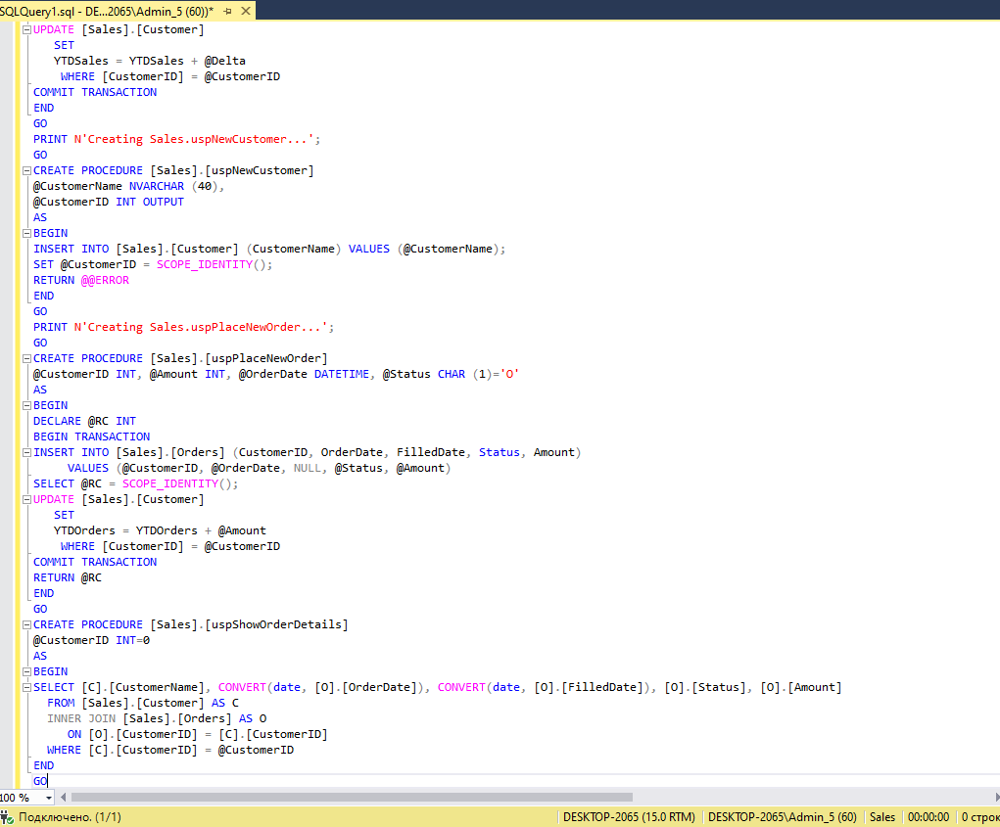 SQLQuery1.sql - DE...2065\Admin_5 (60))*
UPDATE [Sales].[Customer]
SET
YTDSales = YTDSales + @Delta
WHERE [CustomerID] = @CustomerID
COMMIT TRANSACTION
END
GO
PRINT N'Creating Sales.uspNewCustomer...';
GO
CREATE PROCEDURE [Sales].[uspNewCustomer]
@CustomerName NVARCHAR (40),
@CustomerID INT OUTPUT
AS
BEGIN
INSERT INTO [Sales].[Customer] (CustomerName) VALUES (@CustomerName);
SET @CustomerID = SCOPE_IDENTITY();
RETURN @@ERROR
END
GO
PRINT N'Creating Sales.uspPlaceNewOrder...';
GO
CREATE PROCEDURE [Sales].[uspPlaceNewOrder]
@CustomerID INT, @Amount INT, @OrderDate DATETIME, @Status CHAR (1)='O'
AS
BEGIN
DECLARE @RC INT
BEGIN TRANSACTION
INSERT INTO [Sales].[Orders] (CustomerID, OrderDate, FilledDate, Status, Amount)
VALUES (@CustomerID, @OrderDate, NULL, @Status, @Amount)
SELECT @RC = SCOPE_IDENTITY();
UPDATE [Sales].[Customer]
SET
YTDOrders = YTDOrders + @Amount
WHERE [CustomerID] = @CustomerID
COMMIT TRANSACTION
RETURN @RC
END
GO
CREATE PROCEDURE [Sales].[uspShowOrderDetails]
@CustomerID INT=0
AS
BEGIN
SELECT [C].[CustomerName], CONVERT(date, [O].[OrderDate]), CONVERT(date, [O].[FilledDate]), [O].[Status], [O].[Amount]
FROM [Sales].[Customer] AS C
INNER JOIN [Sales].[Orders] AS O
ON [O].[CustomerID] = [C].[CustomerID]
WHERE [C].[CustomerID] = @CustomerID
END
GO
100 %
Подключено. (1/1) DESKTOP-2065 (15.0 RTM) DESKTOP-2065\Admin_5 (60) Sales 00:00:00 0 строк